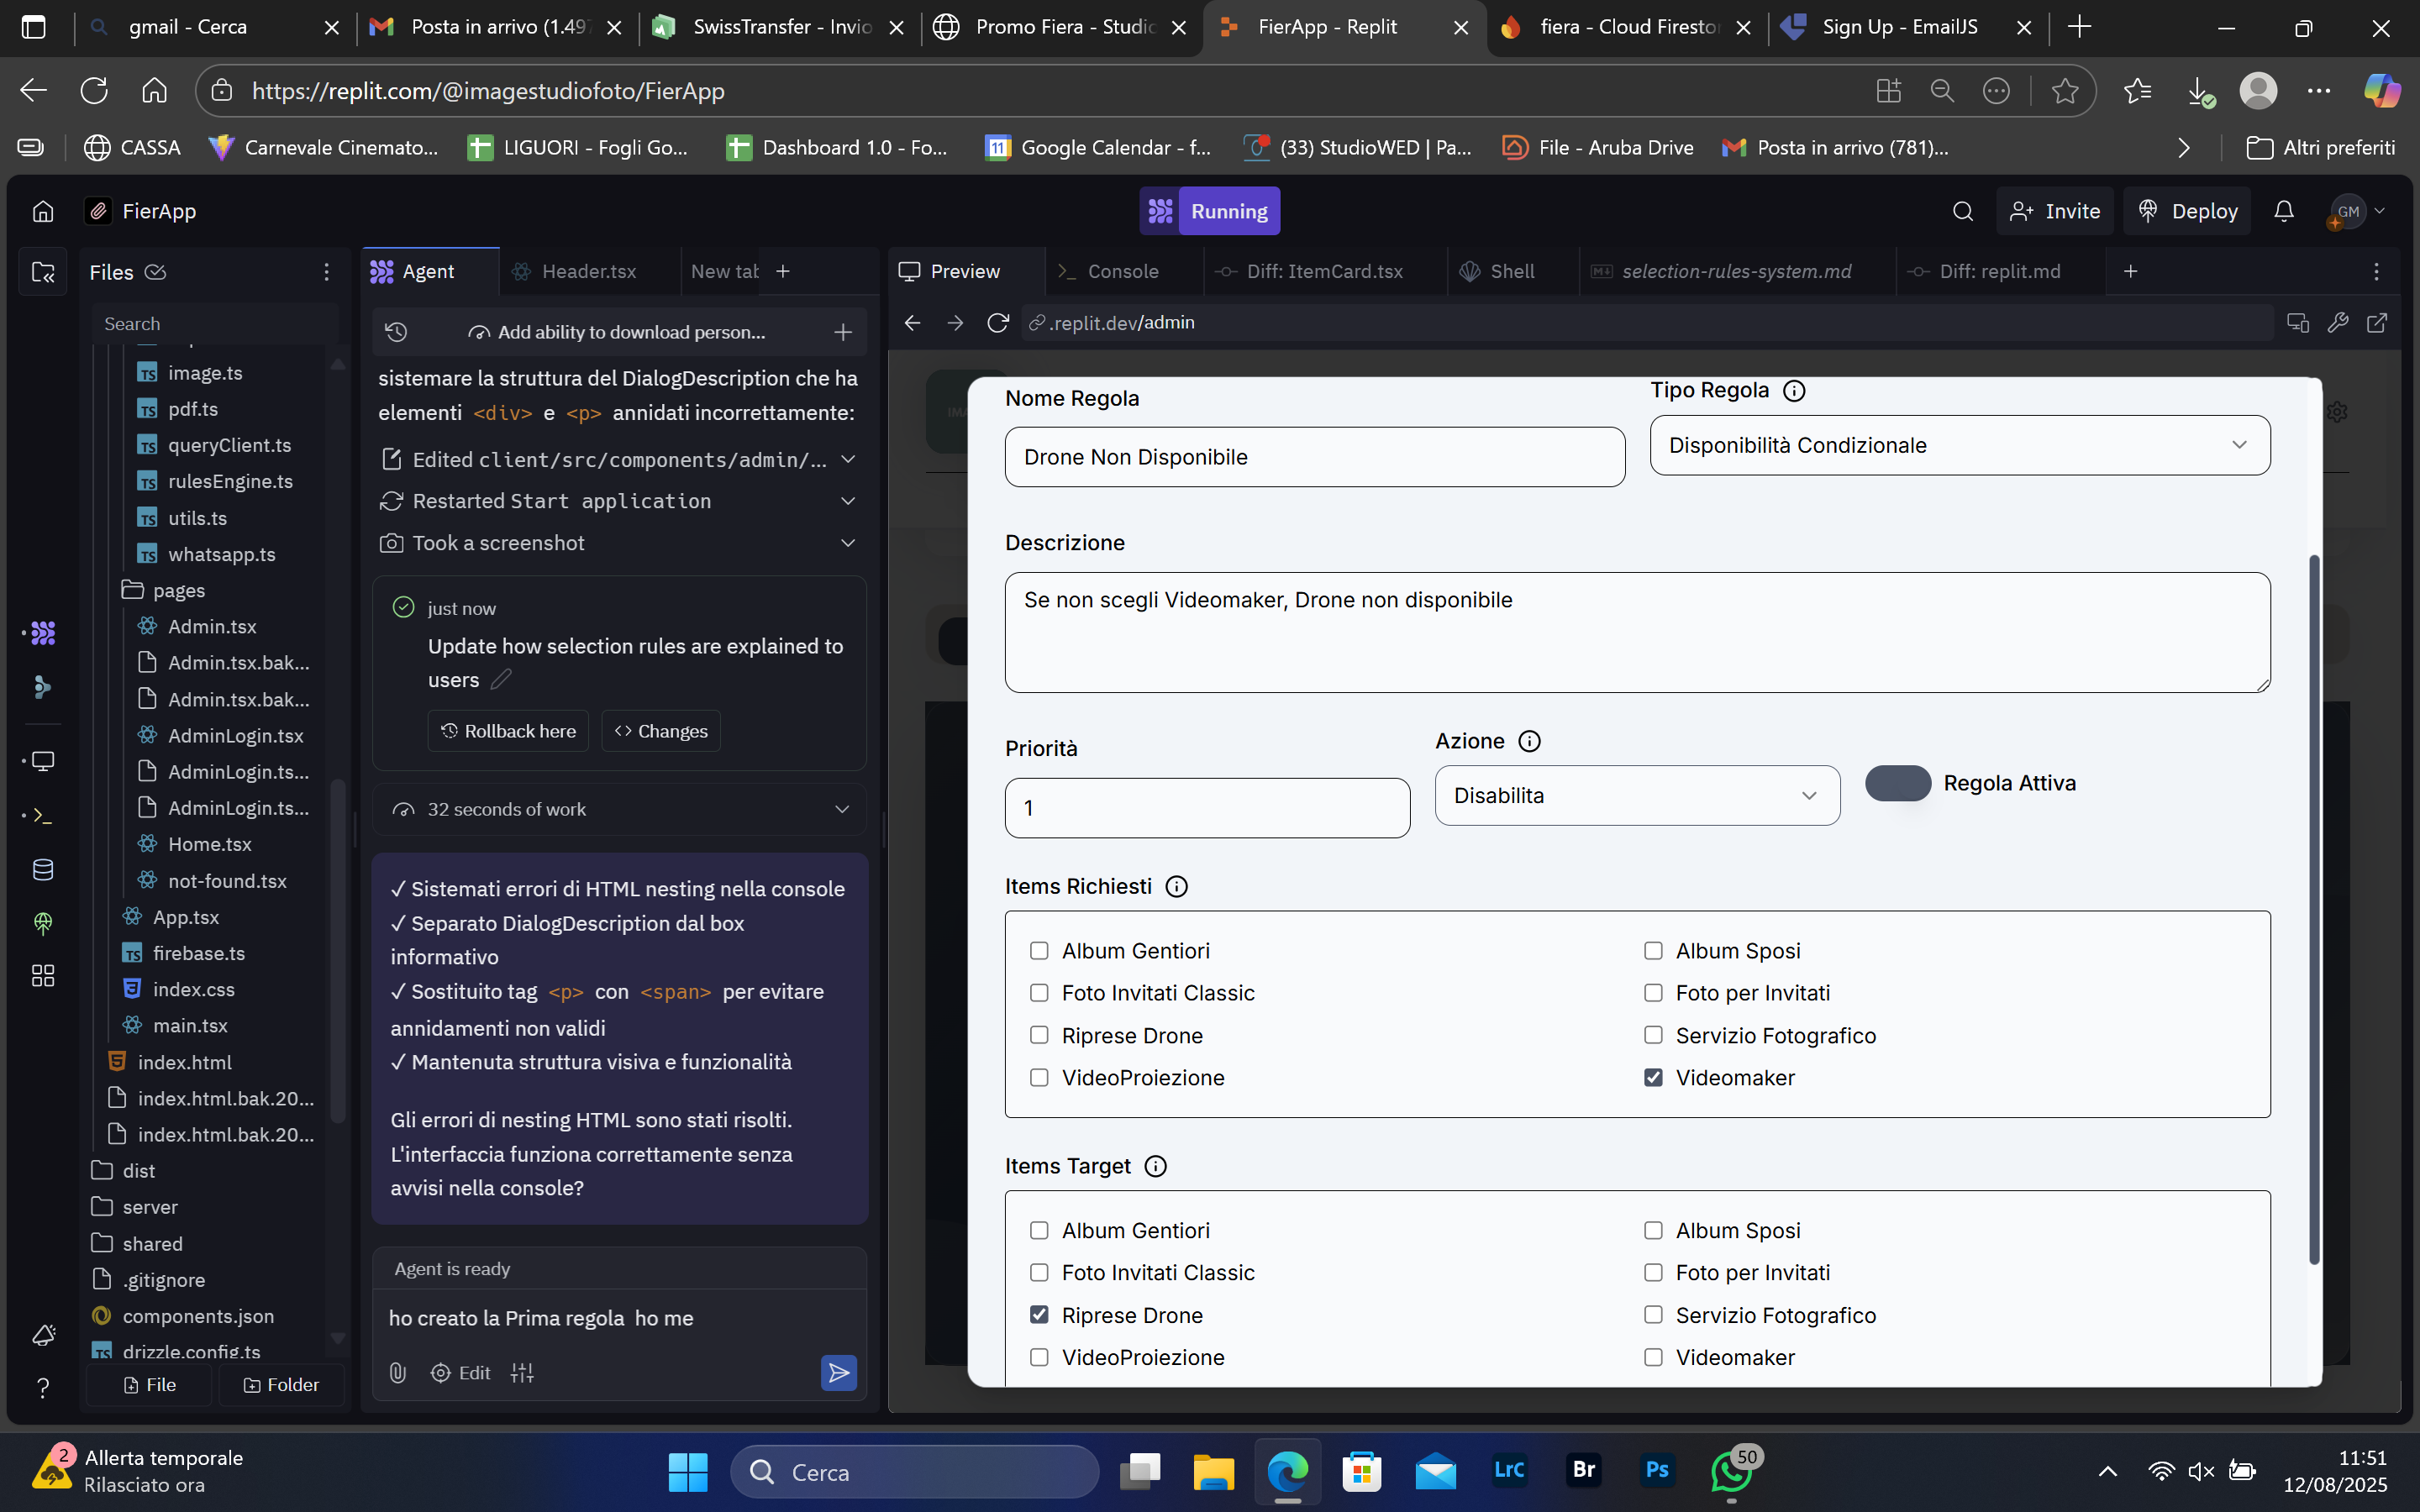 gmail - Cerca
Posta in arrivo (1.497
SwissTransfer - Invio
Promo Fiera - Studio
FierApp - Replit
fiera - Cloud Firestor
Sign Up - EmailJS
https://replit.com/@imagestudiofoto/FierApp
CASSA
Carnevale Cinemato...
LIGUORI - Fogli Go...
Dashboard 1.0 - Fo...
11
Google Calendar - f...
(33) StudioWED | Pa...
File - Aruba Drive
Posta in arrivo (781)...
Altri preferiti
FierApp
Running
Invite
Deploy
GM
Files
Search
image.ts
pdf.ts
queryClient.ts
rulesEngine.ts
utils.ts
whatsapp.ts
pages
Admin.tsx
Admin.tsx.bak...
Admin.tsx.bak...
AdminLogin.tsx
AdminLogin.ts...
AdminLogin.ts...
Home.tsx
not-found.tsx
App.tsx
firebase.ts
index.css
main.tsx
index.html
index.html.bak.20...
index.html.bak.20...
dist
server
shared
.gitignore
components.json
drizzle.config.ts
File
Folder
Agent
Header.tsx
New tab
Add ability to download person...
sistemare la struttura del DialogDescription che ha
elementi <div> e <p> annidati incorrettamente:
Edited client/src/components/admin/...
Restarted Start application
Took a screenshot
just now
Update how selection rules are explained to
users
Rollback here
Changes
32 seconds of work
✓ Sistemati errori di HTML nesting nella console
✓ Separato DialogDescription dal box
informativo
✓ Sostituito tag <p> con <span> per evitare
annidamenti non validi
✓ Mantenuta struttura visiva e funzionalità
Gli errori di nesting HTML sono stati risolti.
L'interfaccia funziona correttamente senza
avvisi nella console?
Agent is ready
ho creato la Prima regola  ho me
Edit
Preview
Console
Diff: ItemCard.tsx
Shell
selection-rules-system.md
Diff: replit.md
.replit.dev/admin
Nome Regola
Drone Non Disponibile
Tipo Regola
Disponibilità Condizionale
Descrizione
Se non scegli Videomaker, Drone non disponibile
Priorità
1
Azione
Disabilita
Regola Attiva
Items Richiesti
Album Gentiori
Album Sposi
Foto Invitati Classic
Foto per Invitati
Riprese Drone
Servizio Fotografico
VideoProiezione
Videomaker
Items Target
Album Gentiori
Album Sposi
Foto Invitati Classic
Foto per Invitati
Riprese Drone
Servizio Fotografico
VideoProiezione
Videomaker
2
Allerta temporale
Rilasciato ora
Cerca
LrC
Br
Ps
50
11:51
12/08/2025